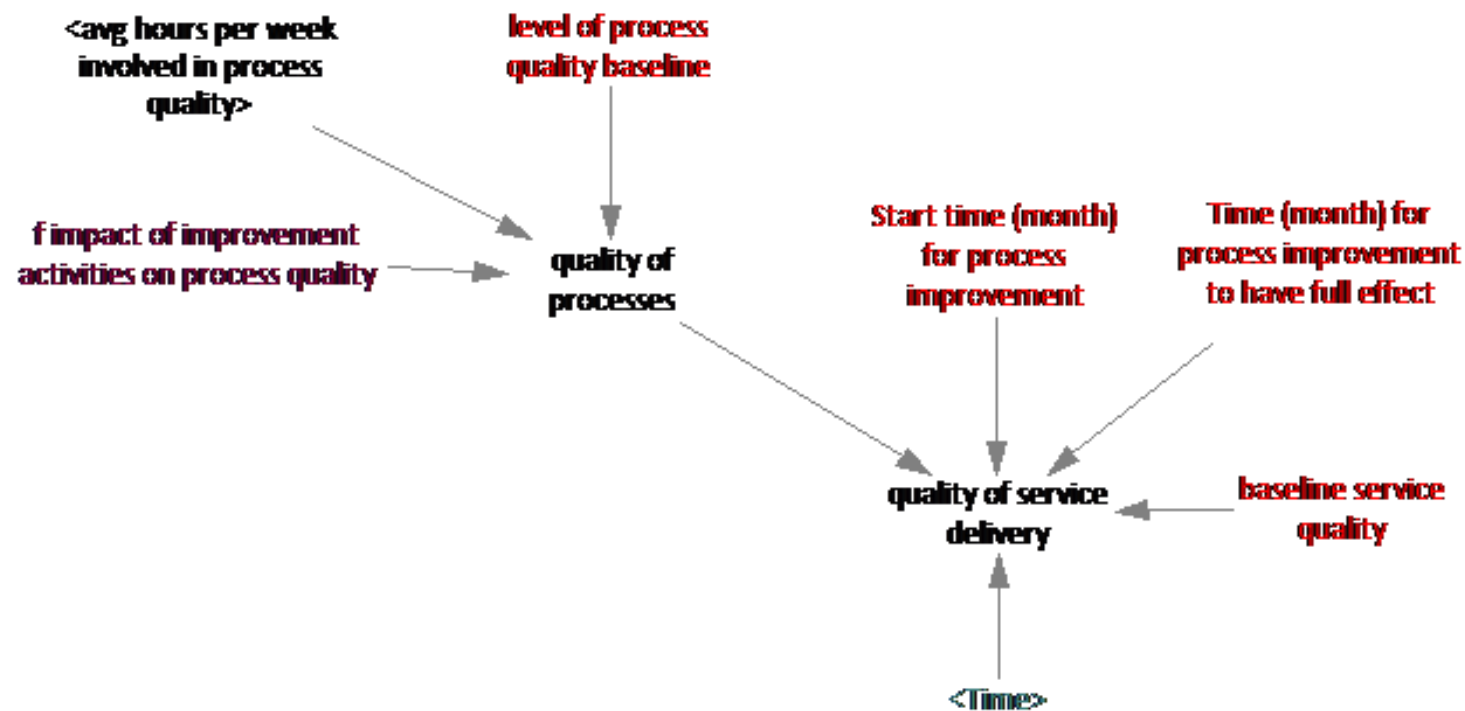 <avg hours per week
involved in process
quality>
level of process
quality baseline
f impact of improvement
activities on process quality
quality of
processes
Start time (month)
for process
improvement
Time (month) for
process improvement
to have full effect
quality of service
delivery
baseline service
quality
<Time>